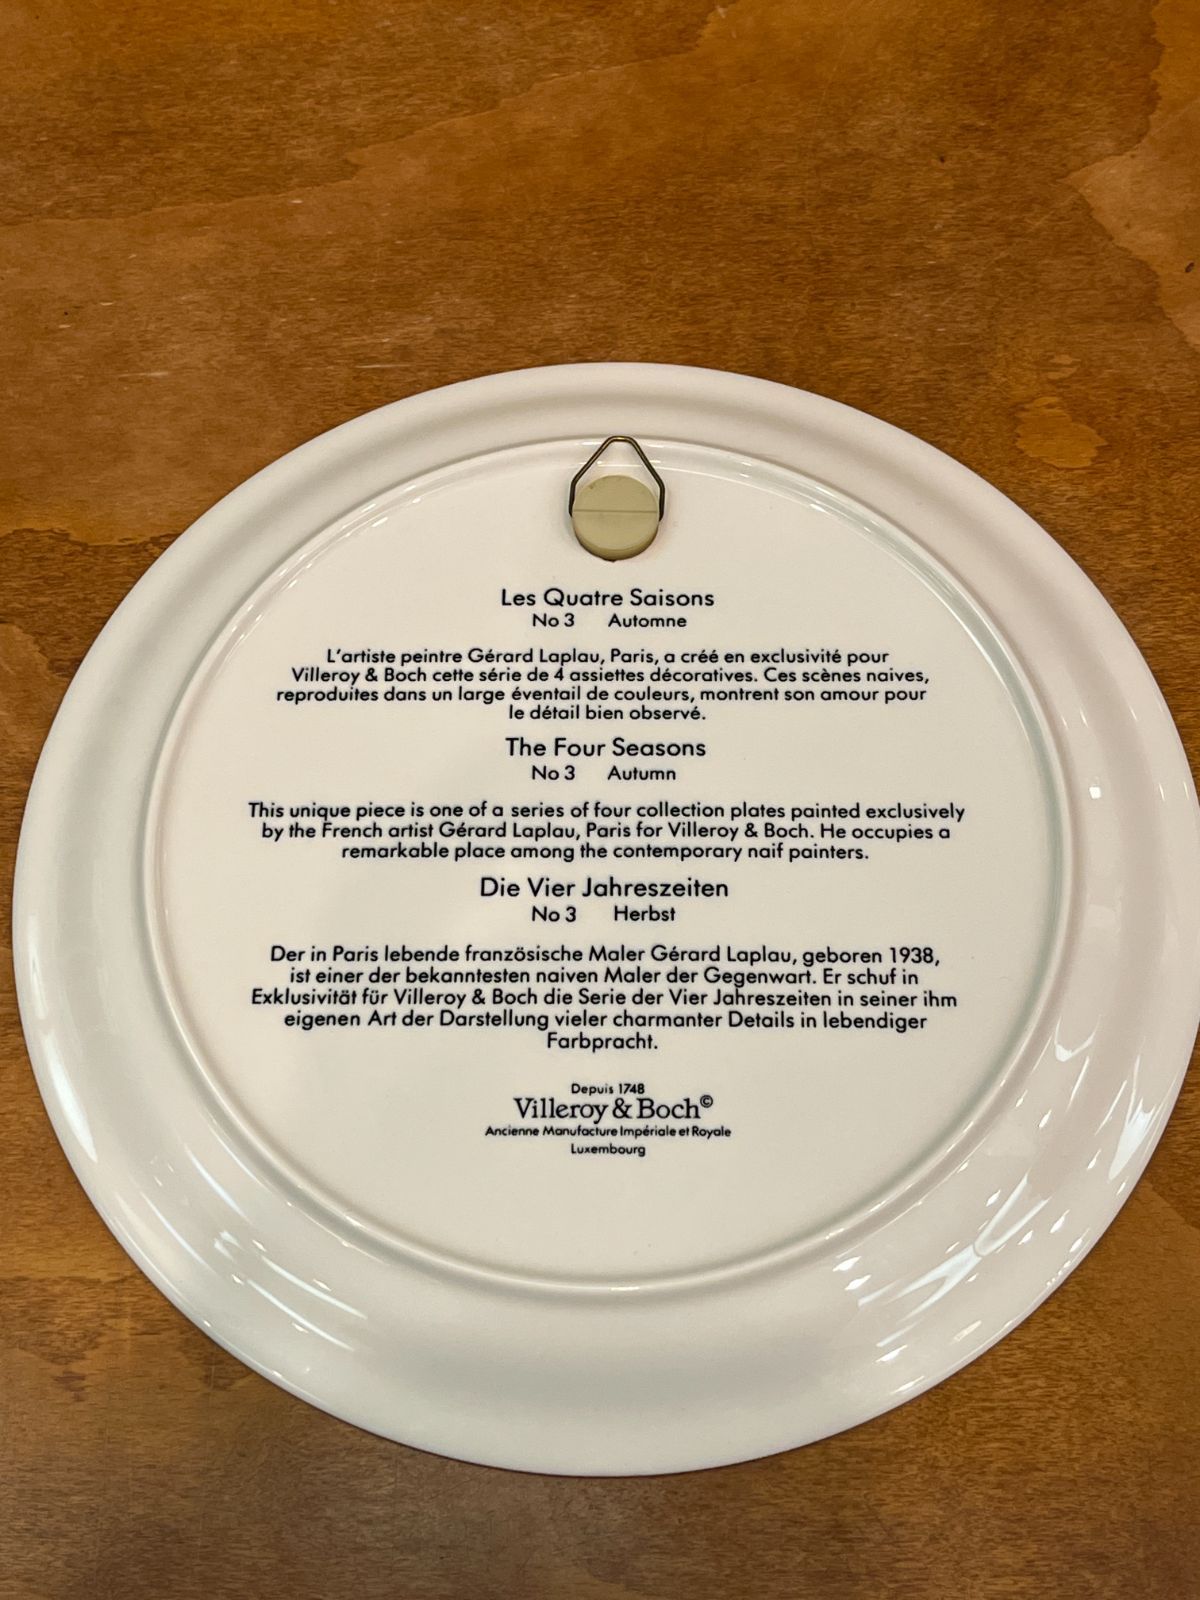 Les Quatre Saisons
No 3 Automne
L'artiste peintre Gérard Laplau, Paris, a créé en exclusivité pour
Villeroy & Boch cette série de 4 assiettes décoratives. Ces scènes naives,
reproduites dans un large éventail de couleurs, montrent son amour pour
le détail bien observé.
The Four Seasons
No 3 Autumn
This unique piece is one of a series of four collection plates painted exclusively
by the French artist Gérard Laplau, Paris for Villeroy & Boch. He occupies a
remarkable place among the contemporary naif painters.
Die Vier Jahreszeiten
No 3 Herbst
Der in Paris lebende französische Maler Gérard Laplau, geboren 1938,
ist einer der bekanntesten naiven Maler der Gegenwart. Er schuf in
Exklusivität für Villeroy & Boch die Serie der Vier Jahreszeiten in seiner ihm
eigenen Art der Darstellung vieler charmanter Details in lebendiger
Farbpracht.
Depuis 1748
Villeroy & Boch©
Ancienne Manufacture Impériale et Royale
Luxembourg